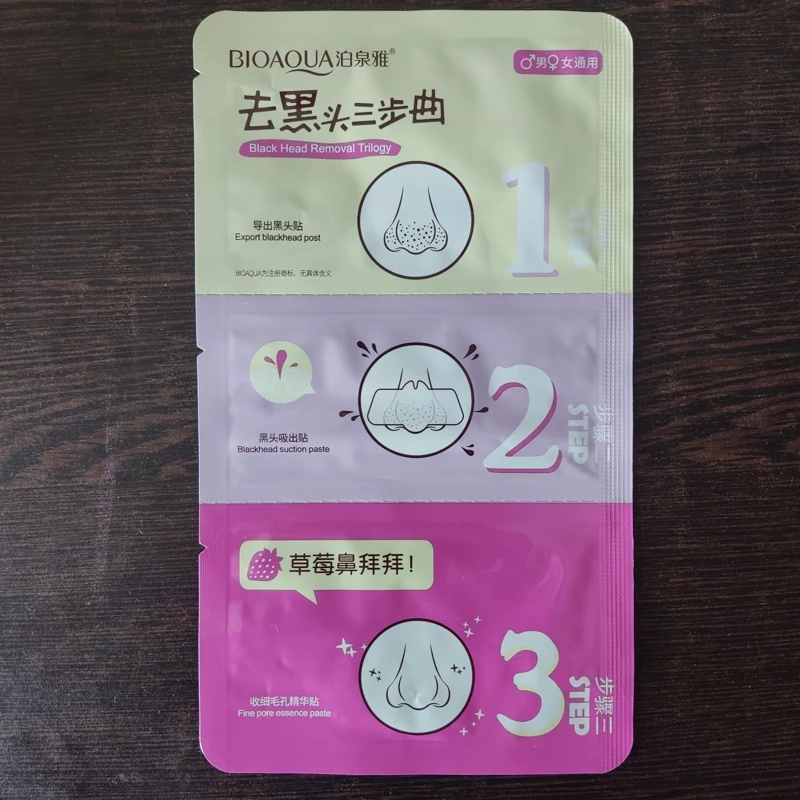 BIOAQUA泊泉雅®
♂男♀女通用
去黑头三步曲
Black Head Removal Trilogy
1
STEP
导出黑头贴
Export blackhead post
BIOAQUA为注册商标，无具体含义
2
步骤二
STEP
黑头吸出贴
Blackhead suction paste
草莓鼻拜拜！
3
步骤三
STEP
收细毛孔精华贴
Fine pore essence paste